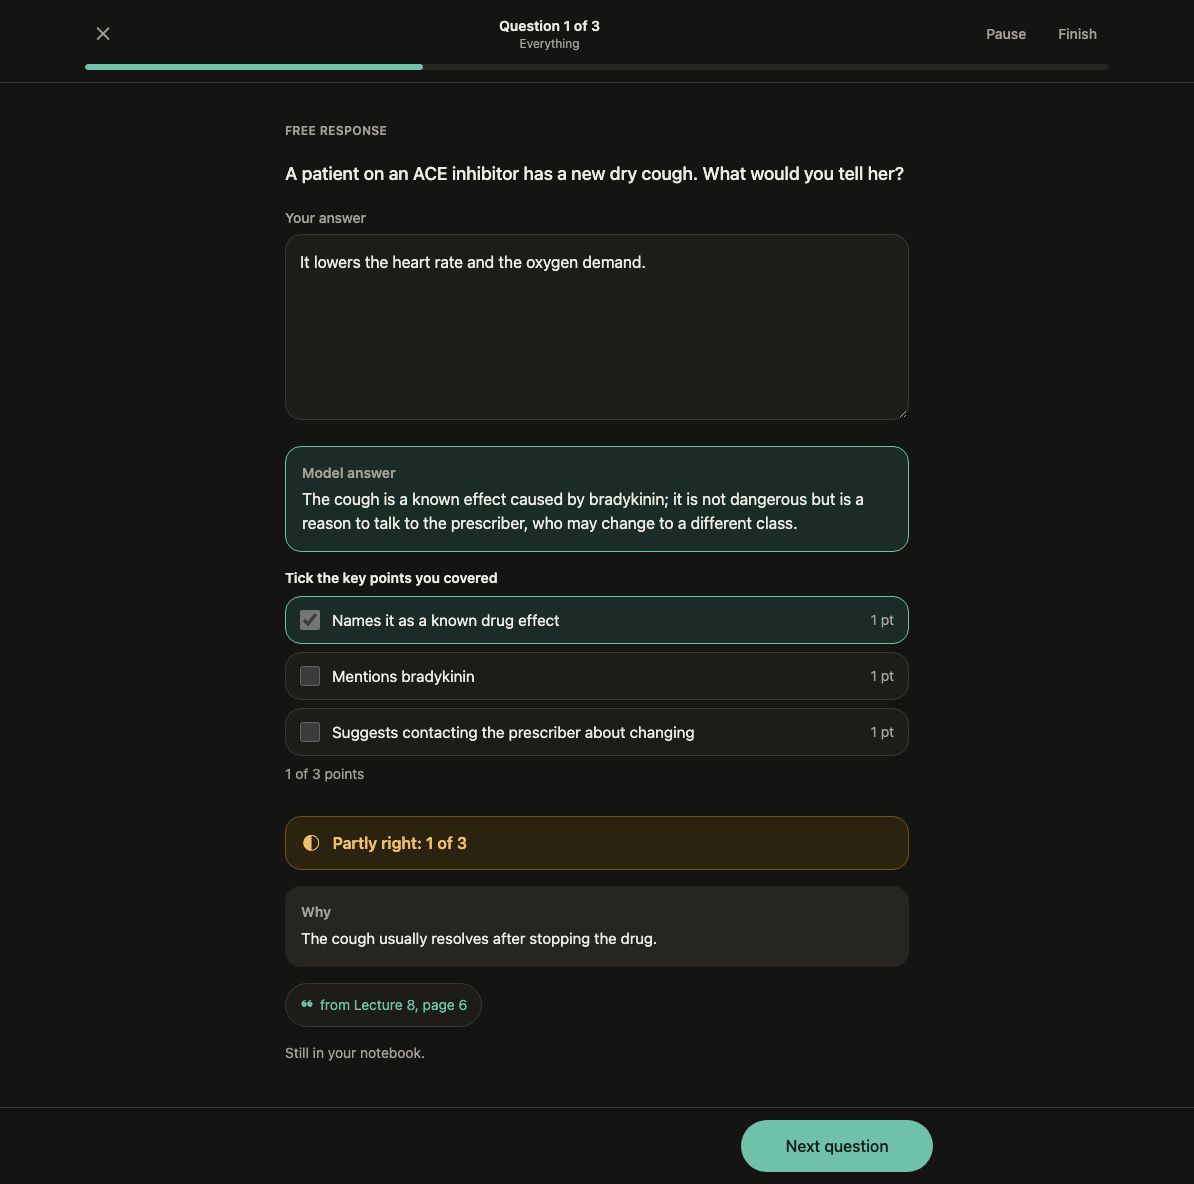 Question 1 of 3
Everything
Pause
Finish
FREE RESPONSE
A patient on an ACE inhibitor has a new dry cough. What would you tell her?
Your answer
It lowers the heart rate and the oxygen demand.
Model answer
The cough is a known effect caused by bradykinin; it is not dangerous but is a
reason to talk to the prescriber, who may change to a different class.
Tick the key points you covered
Names it as a known drug effect 1 pt
Mentions bradykinin 1 pt
Suggests contacting the prescriber about changing 1 pt
1 of 3 points
Partly right: 1 of 3
Why
The cough usually resolves after stopping the drug.
❝ from Lecture 8, page 6
Still in your notebook.
Next question